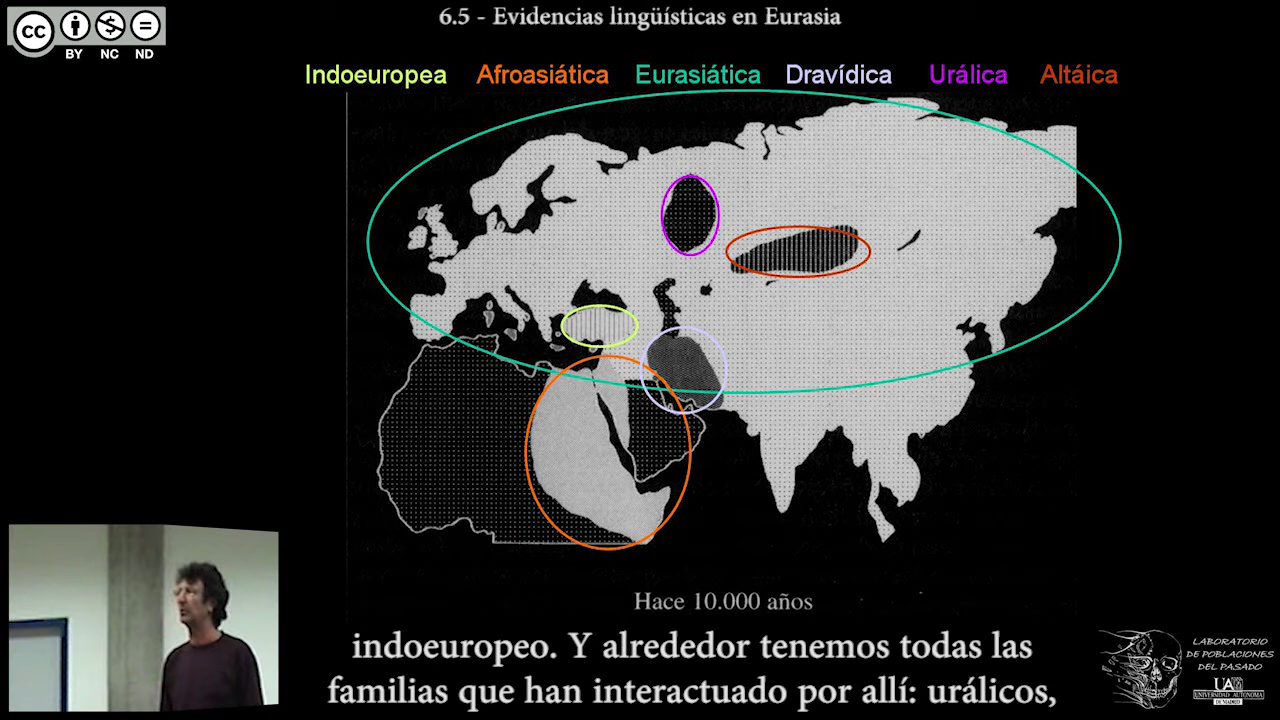 cc
BY NC ND
6.5 - Evidencias lingüísticas en Eurasia
Indoeuropea Afroasiática Eurasiática Dravídica Urálica Altáica
Hace 10.000 años
indoeuropeo. Y alrededor tenemos todas las
familias que han interactuado por allí: urálicos,
LABORATORIO
DE POBLACIONES
DEL PASADO
UA
UNIVERSIDAD AUTONOMA
DE MADRID